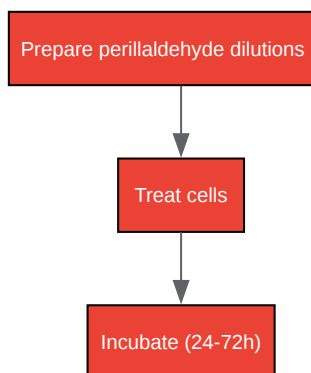 Prepare perillaldehyde dilutions
Treat cells
Incubate (24-72h)